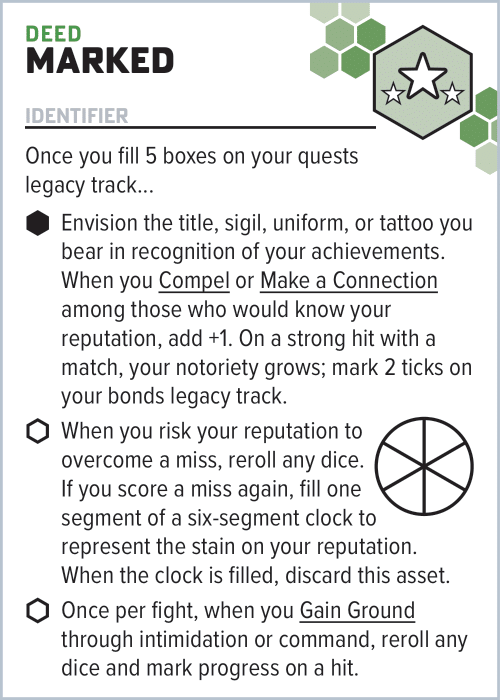 DEED
MARKED
IDENTIFIER
Once you fill 5 boxes on your quests
legacy track...
Envision the title, sigil, uniform, or tattoo you
bear in recognition of your achievements.
When you Compel or Make a Connection
among those who would know your
reputation, add +1. On a strong hit with a
match, your notoriety grows; mark 2 ticks on
your bonds legacy track.
When you risk your reputation to
overcome a miss, reroll any dice.
If you score a miss again, fill one
segment of a six-segment clock to
represent the stain on your reputation.
When the clock is filled, discard this asset.
Once per fight, when you Gain Ground
through intimidation or command, reroll any
dice and mark progress on a hit.